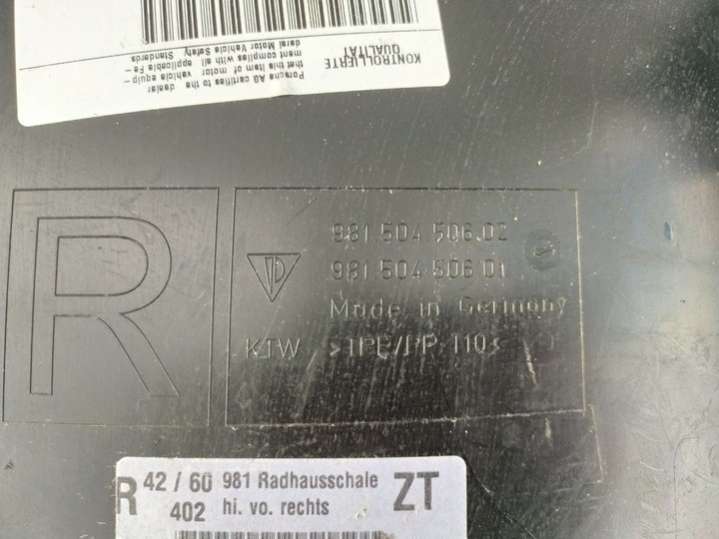 KONTROLLIERTE
QUALITÄT
Porsche AG certifies to the dealer
that this item of motor vehicle equip-
ment complies with all applicable Fe-
deral Motor Vehicle Safety Standards
R
981.504.506.02
981.504.506.01
Made in Germany
KTW
R 42 / 60 981 Radhausschale ZT
402 hi. vo. rechts